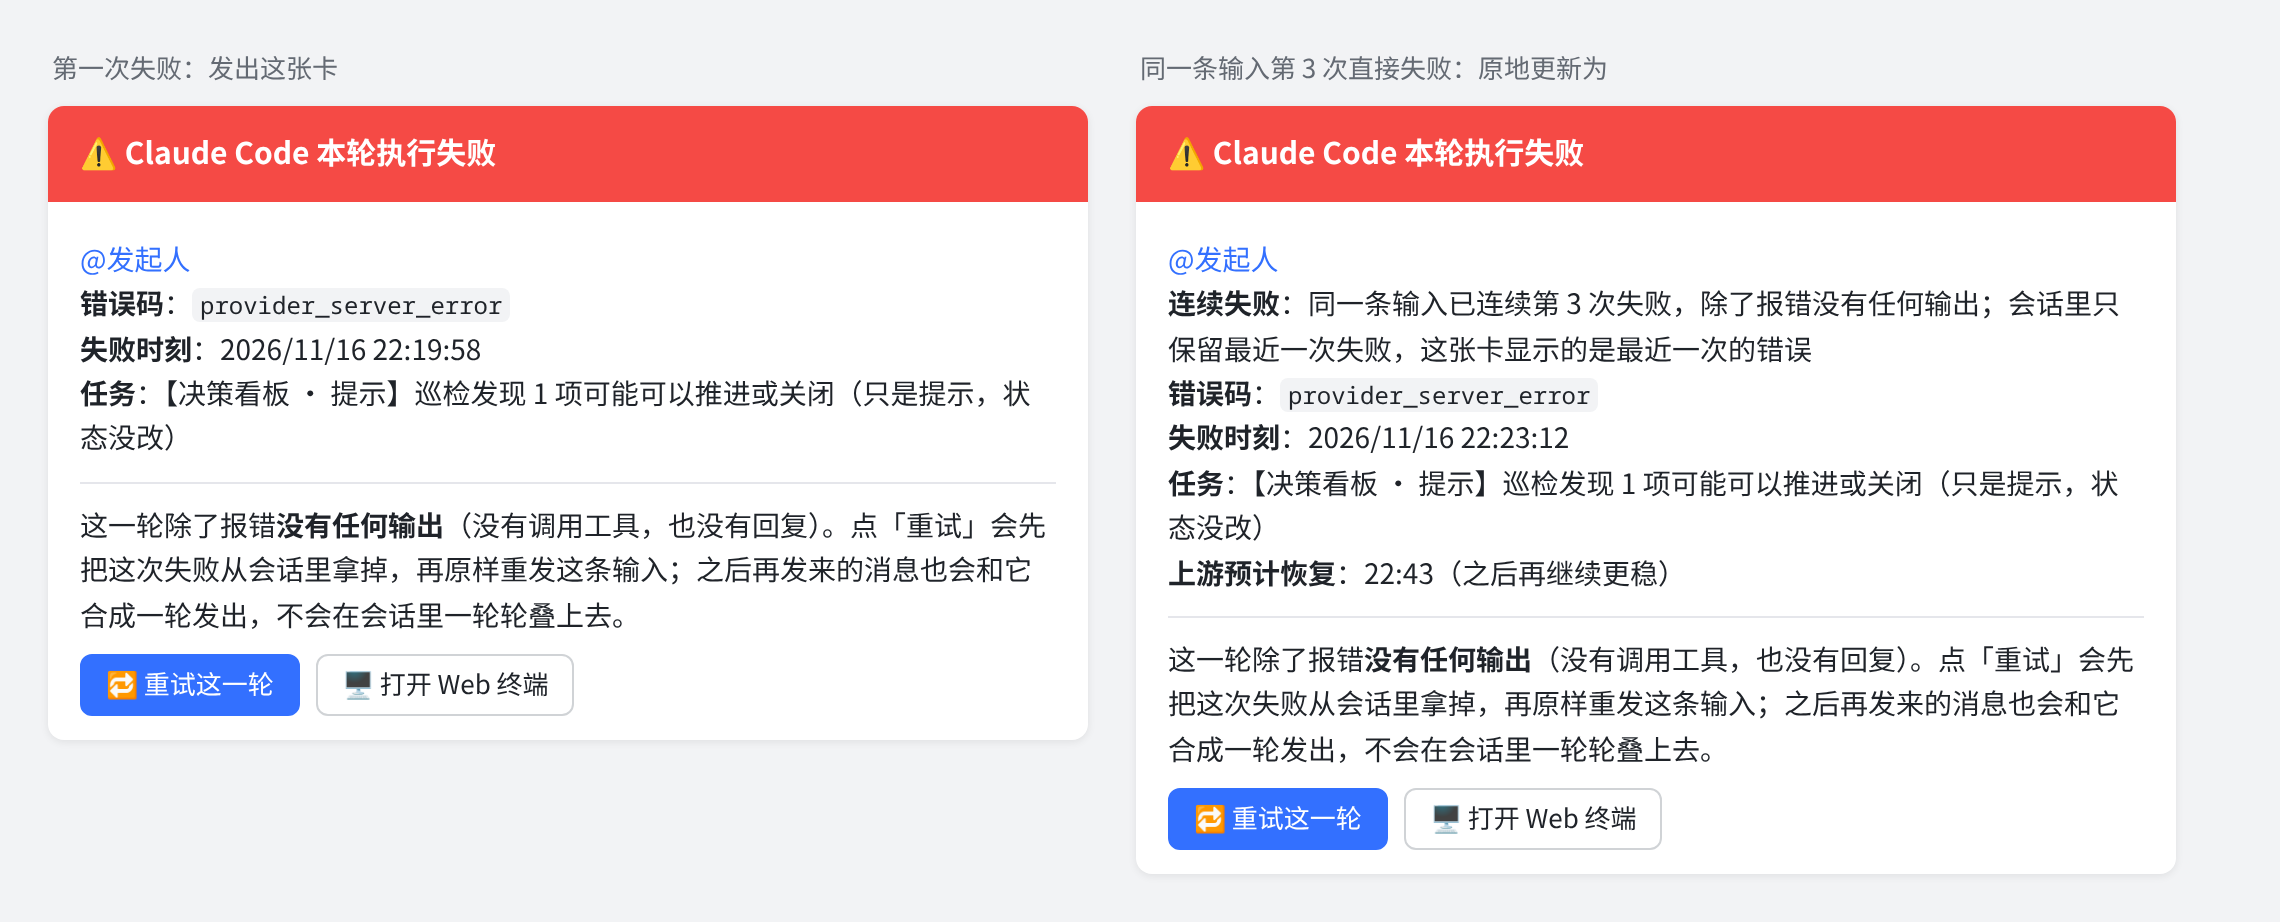 第一次失败：发出这张卡
⚠️ Claude Code 本轮执行失败
@发起人
错误码： provider_server_error
失败时刻：2026/11/16 22:19:58
任务：【决策看板 · 提示】巡检发现 1 项可能可以推进或关闭（只是提示，状
态没改）
这一轮除了报错没有任何输出（没有调用工具，也没有回复）。点「重试」会先
把这次失败从会话里拿掉，再原样重发这条输入；之后再发来的消息也会和它
合成一轮发出，不会在会话里一轮轮叠上去。
🔁 重试这一轮
🖥️ 打开 Web 终端
同一条输入第 3 次直接失败：原地更新为
⚠️ Claude Code 本轮执行失败
@发起人
连续失败：同一条输入已连续第 3 次失败，除了报错没有任何输出；会话里只
保留最近一次失败，这张卡显示的是最近一次的错误
错误码： provider_server_error
失败时刻：2026/11/16 22:23:12
任务：【决策看板 · 提示】巡检发现 1 项可能可以推进或关闭（只是提示，状
态没改）
上游预计恢复：22:43（之后再继续更稳）
这一轮除了报错没有任何输出（没有调用工具，也没有回复）。点「重试」会先
把这次失败从会话里拿掉，再原样重发这条输入；之后再发来的消息也会和它
合成一轮发出，不会在会话里一轮轮叠上去。
🔁 重试这一轮
🖥️ 打开 Web 终端